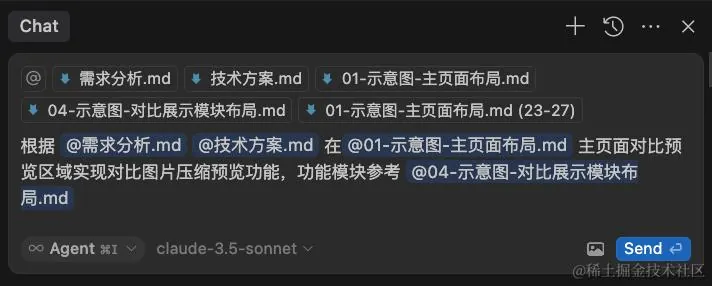 Chat
@ 需求分析.md 技术方案.md 01-示意图-主页面布局.md
04-示意图-对比展示模块布局.md 01-示意图-主页面布局.md (23-27)
根据 @需求分析.md @技术方案.md 在 @01-示意图-主页面布局.md 主页面对比预
览区域实现对比图片压缩预览功能，功能模块参考 @04-示意图-对比展示模块布
局.md
∞ Agent ⌘I claude-3.5-sonnet Send
@稀土掘金技术社区